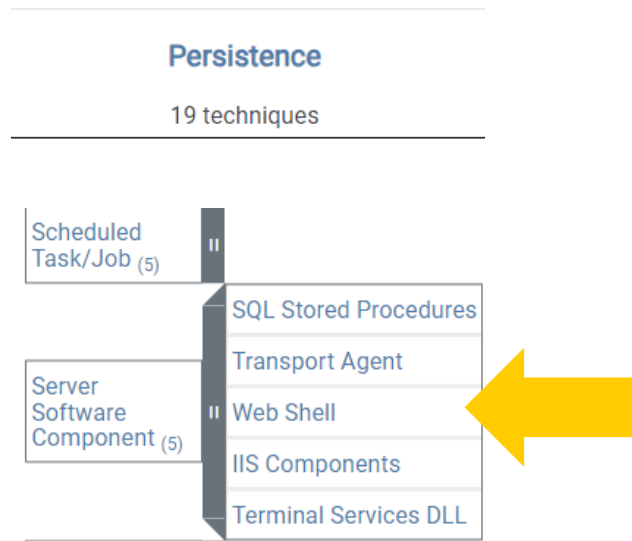 Persistence
19 techniques
Scheduled
Task/Job (5)
SQL Stored Procedures
Transport Agent
Server
Software
Component (5)
Web Shell
IIS Components
Terminal Services DLL